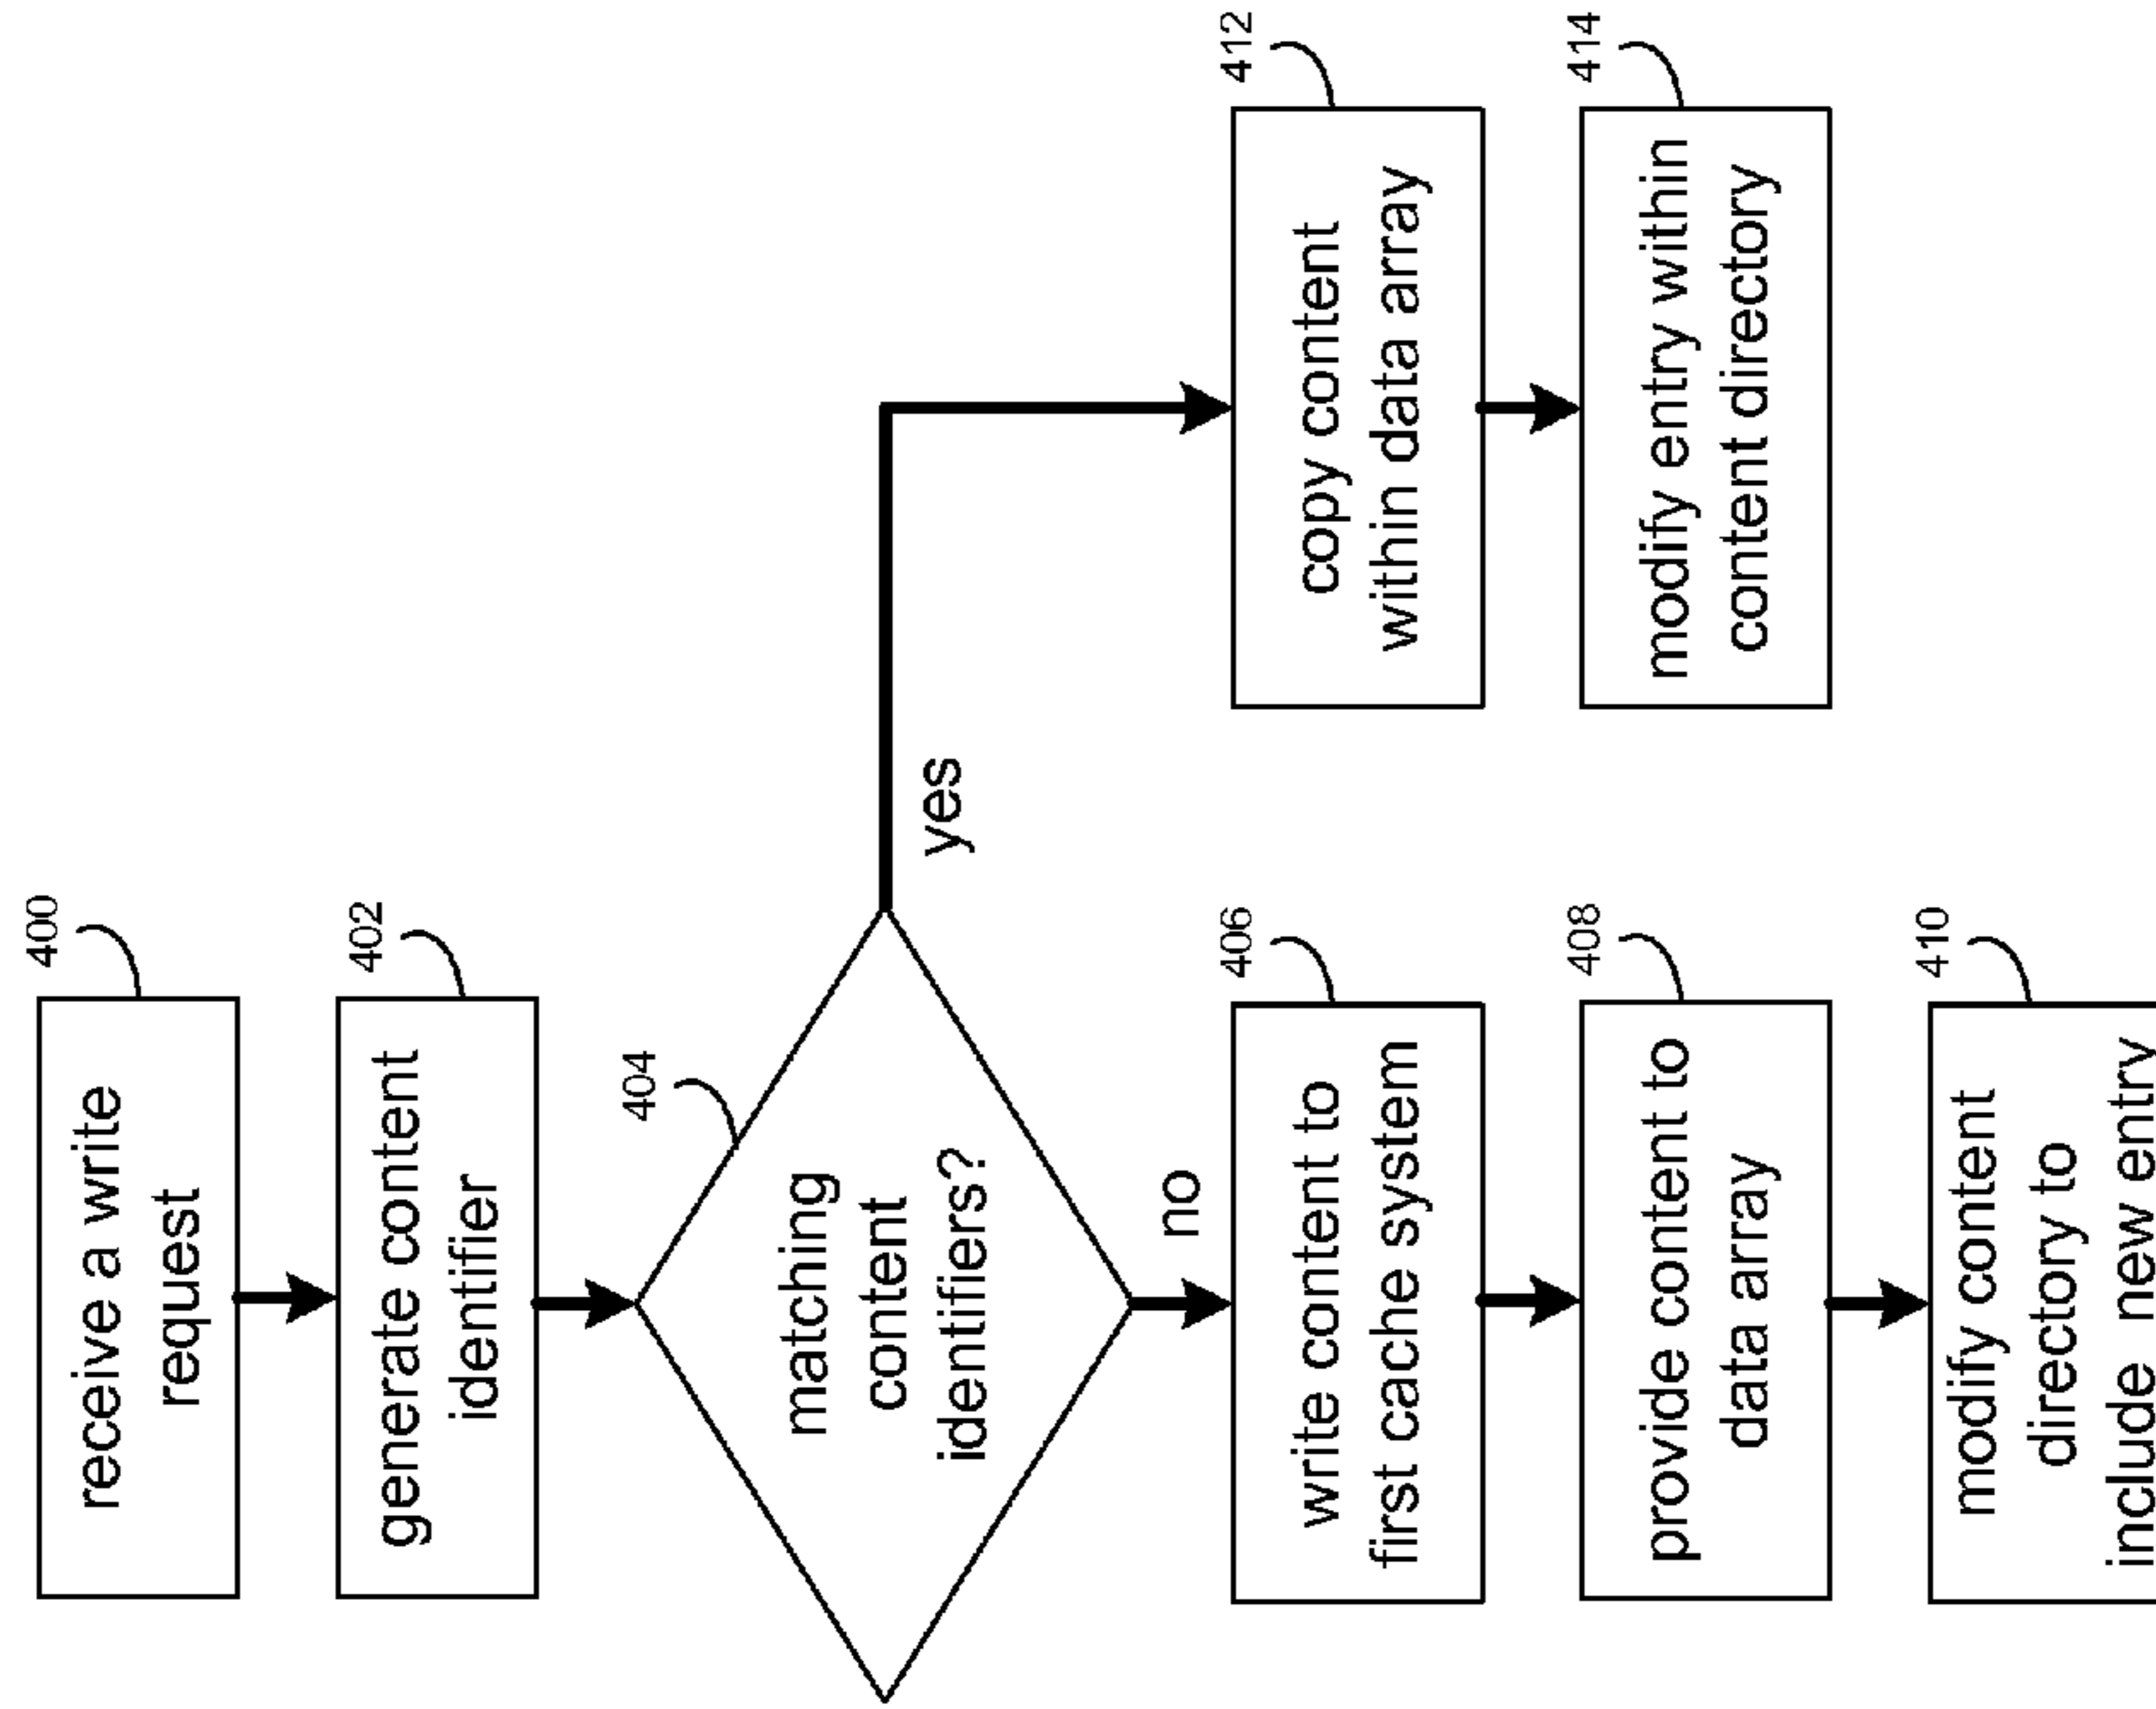 400
receive a write
request
402
generate content
identifier
404
matching
content
identifiers?
yes
no
406
write content to
first cache system
408
provide content to
data array
410
modify content
directory to
include new entry
412
copy content
within data array
414
modify entry within
content directory